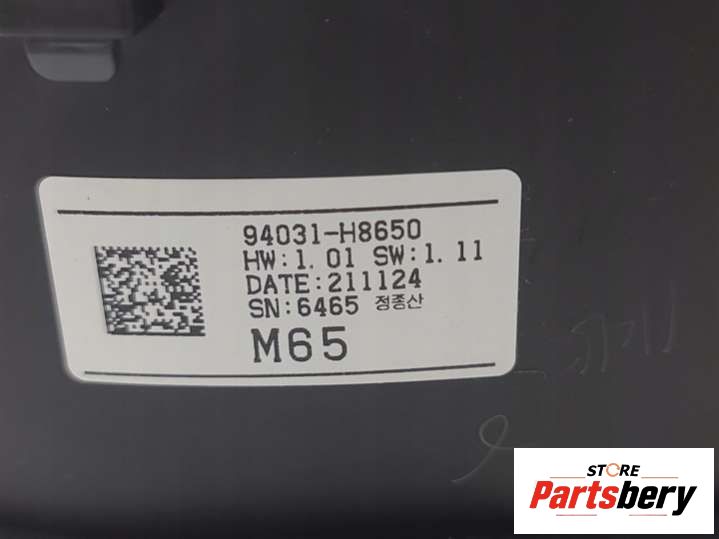 94031-H8650
HW:1.01 SW:1.11
DATE:211124
SN:6465 정종산
M65
STORE
Partsbery